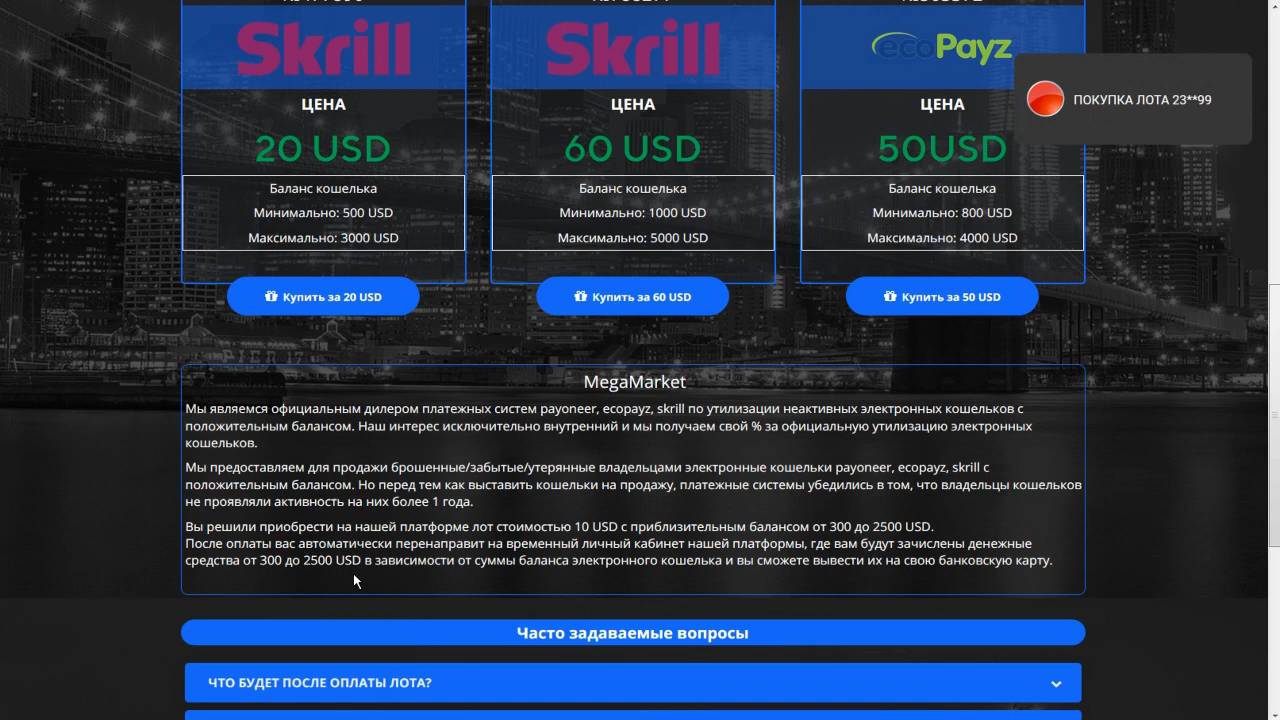 Skrill
Skrill
ecoPayz
ПОКУПКА ЛОТА 23**99
ЦЕНА
ЦЕНА
ЦЕНА
20 USD
60 USD
50USD
Баланс кошелька
Минимально: 500 USD
Максимально: 3000 USD
Баланс кошелька
Минимально: 1000 USD
Максимально: 5000 USD
Баланс кошелька
Минимально: 800 USD
Максимально: 4000 USD
Купить за 20 USD
Купить за 60 USD
Купить за 50 USD
MegaMarket
Мы являемся официальным дилером платежных систем payoneer, ecopayz, skrill по утилизации неактивных электронных кошельков с
положительным балансом. Наш интерес исключительно внутренний и мы получаем свой % за официальную утилизацию электронных
кошельков.
Мы предоставляем для продажи брошенные/забытые/утерянные владельцами электронные кошельки payoneer, ecopayz, skrill с
положительным балансом. Но перед тем как выставить кошельки на продажу, платежные системы убедились в том, что владельцы кошельков
не проявляли активность на них более 1 года.
Вы решили приобрести на нашей платформе лот стоимостью 10 USD с приблизительным балансом от 300 до 2500 USD.
После оплаты вас автоматически перенаправит на временный личный кабинет нашей платформы, где вам будут зачислены денежные
средства от 300 до 2500 USD в зависимости от суммы баланса электронного кошелька и вы сможете вывести их на свою банковскую карту.
Часто задаваемые вопросы
ЧТО БУДЕТ ПОСЛЕ ОПЛАТЫ ЛОТА?